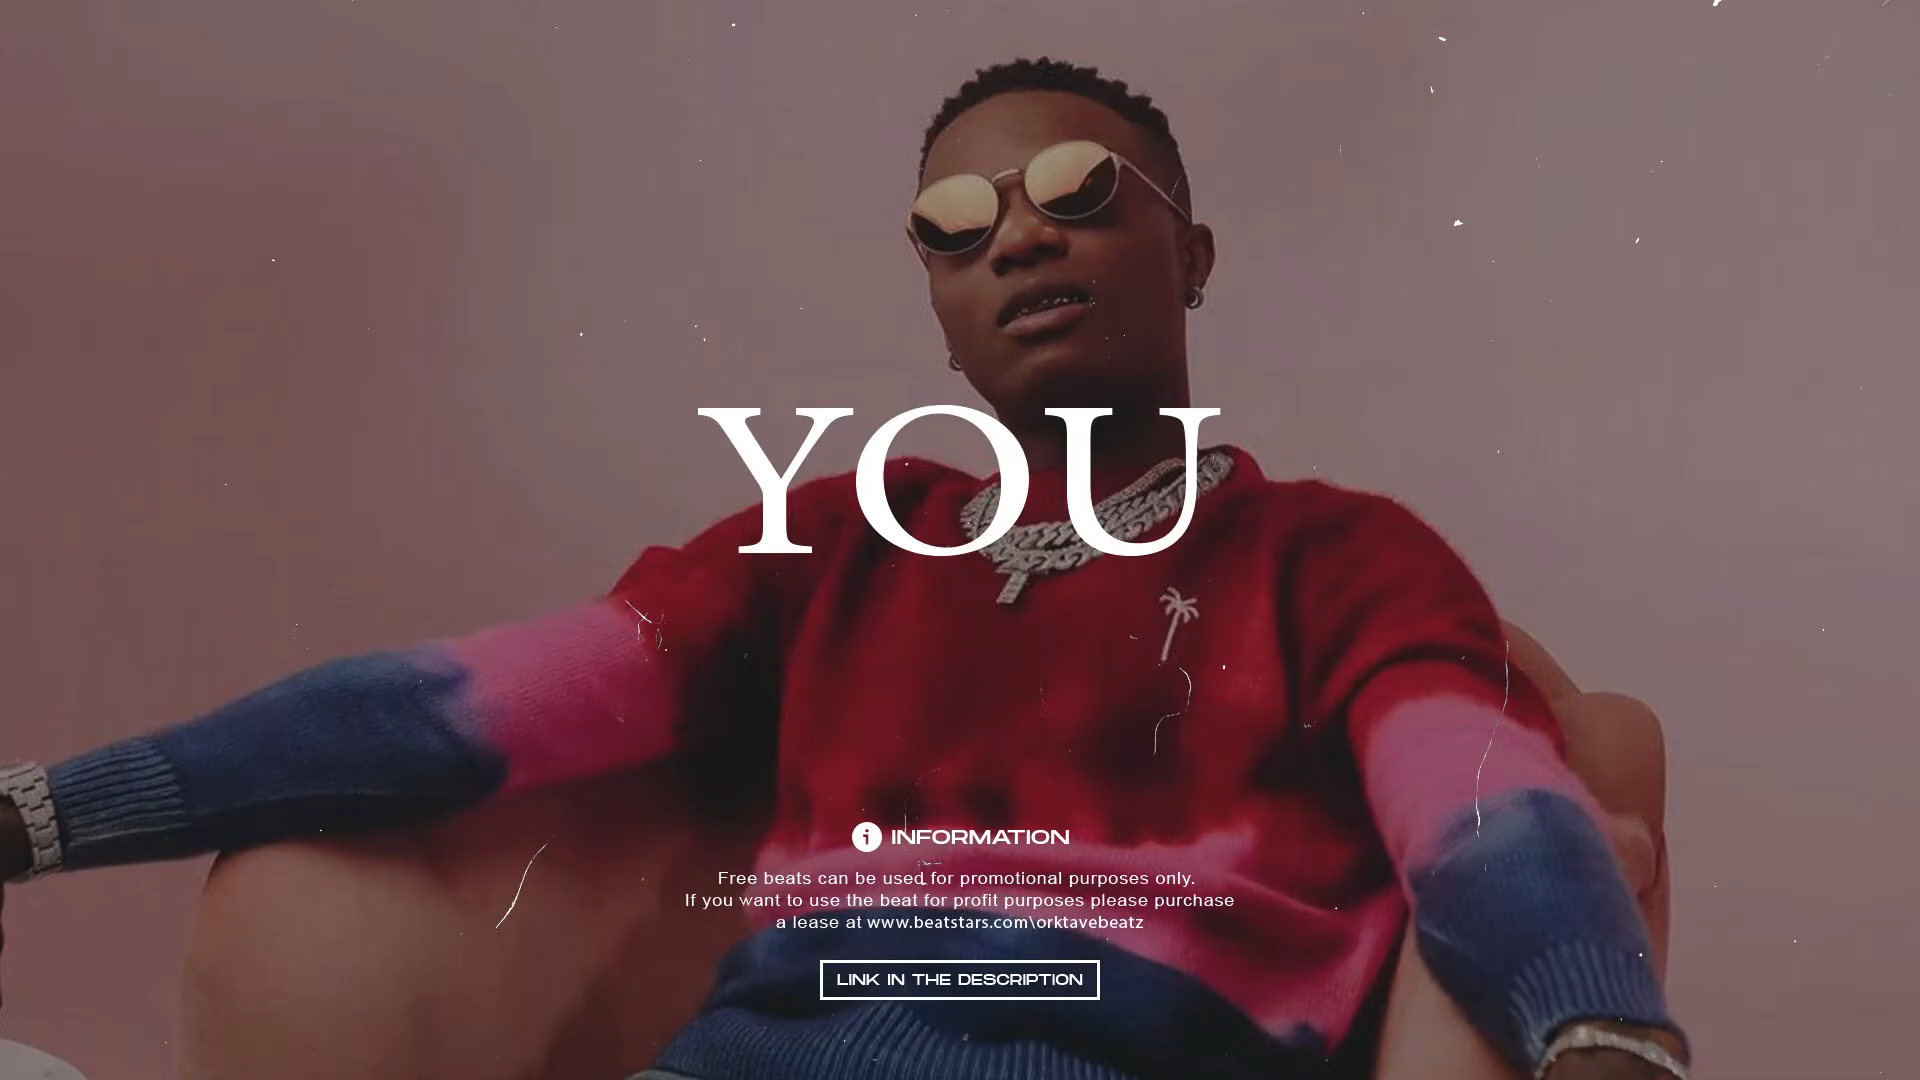 YOU
i INFORMATION
Free beats can be used for promotional purposes only.
If you want to use the beat for profit purposes please purchase
a lease at www.beatstars.com\orktavebeatz
LINK IN THE DESCRIPTION